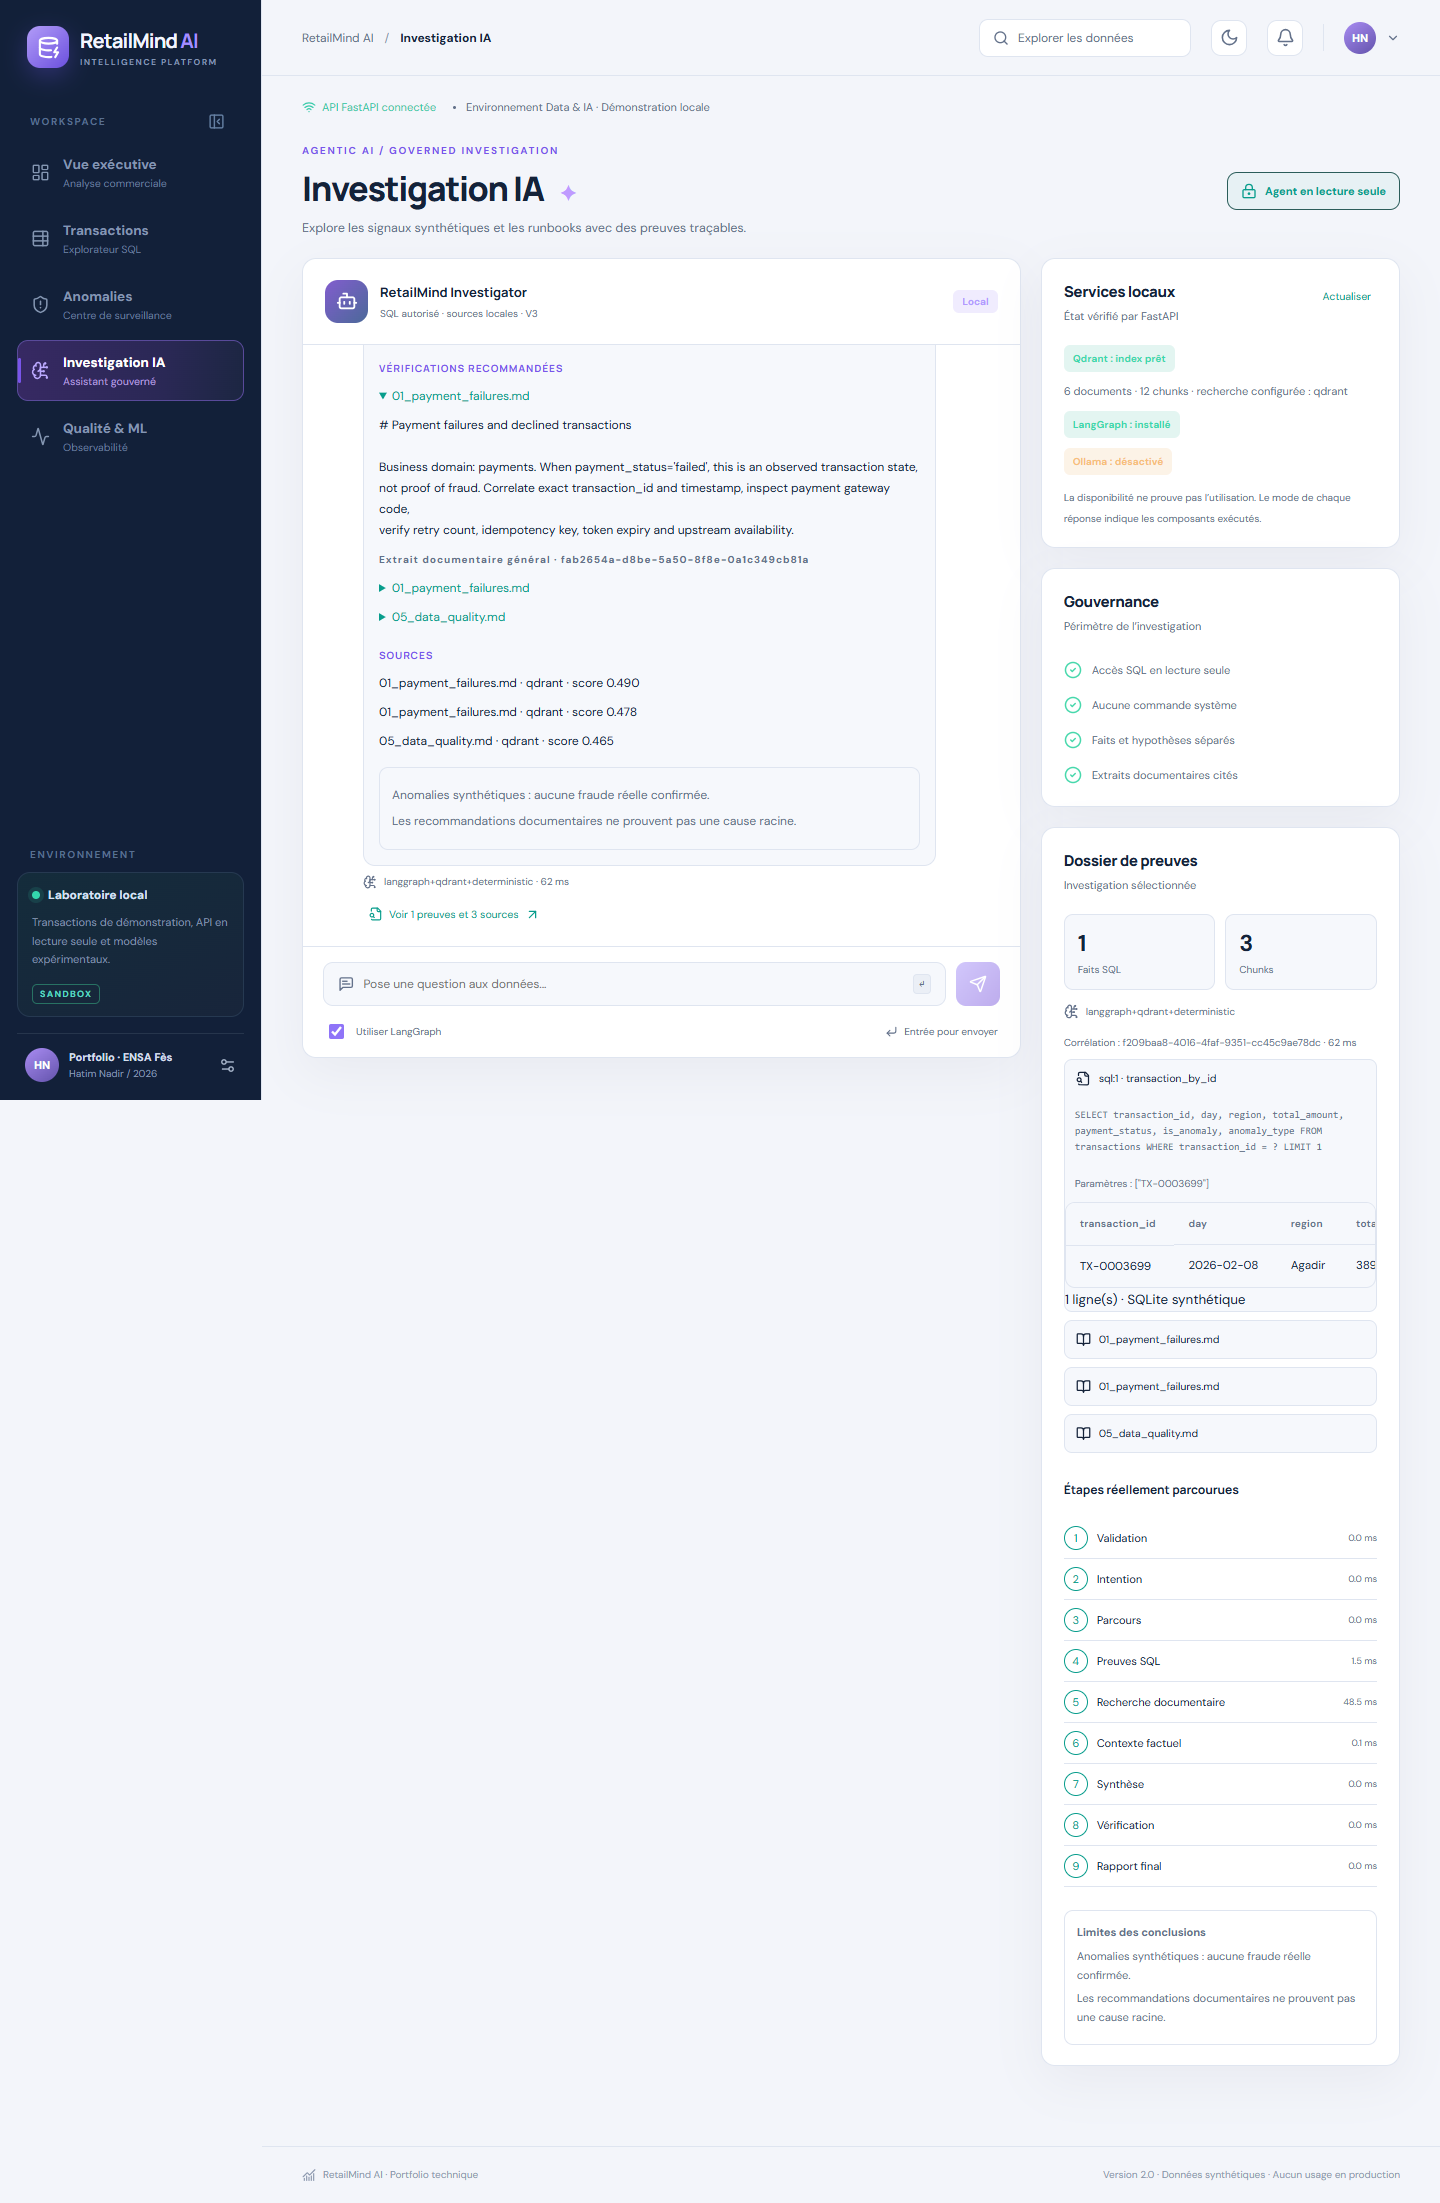 RetailMind AI
INTELLIGENCE PLATFORM
WORKSPACE
Vue exécutive
Analyse commerciale
Transactions
Explorateur SQL
Anomalies
Centre de surveillance
Investigation IA
Assistant gouverné
Qualité & ML
Observabilité
ENVIRONNEMENT
Laboratoire local
Transactions de démonstration, API en
lecture seule et modèles
expérimentaux.
SANDBOX
HN
Portfolio · ENSA Fès
Hatim Nadir / 2026
RetailMind AI / Investigation IA
Explorer les données
HN
API FastAPI connectée • Environnement Data & IA · Démonstration locale
AGENTIC AI / GOVERNED INVESTIGATION
Investigation IA
Explore les signaux synthétiques et les runbooks avec des preuves traçables.
Agent en lecture seule
RetailMind Investigator
SQL autorisé · sources locales · V3
Local
VÉRIFICATIONS RECOMMANDÉES
▼ 01_payment_failures.md
# Payment failures and declined transactions
Business domain: payments. When payment_status='failed', this is an observed transaction state,
not proof of fraud. Correlate exact transaction_id and timestamp, inspect payment gateway
code,
verify retry count, idempotency key, token expiry and upstream availability.
Extrait documentaire général · fab2654a-d8be-5a50-8f8e-0a1c349cb81a
▶ 01_payment_failures.md
▶ 05_data_quality.md
SOURCES
01_payment_failures.md · qdrant · score 0.490
01_payment_failures.md · qdrant · score 0.478
05_data_quality.md · qdrant · score 0.465
Anomalies synthétiques : aucune fraude réelle confirmée.
Les recommandations documentaires ne prouvent pas une cause racine.
langgraph+qdrant+deterministic · 62 ms
Voir 1 preuves et 3 sources
Pose une question aux données…
↵
Utiliser LangGraph
Entrée pour envoyer
Services locaux
État vérifié par FastAPI
Actualiser
Qdrant : index prêt
6 documents · 12 chunks · recherche configurée : qdrant
LangGraph : installé
Ollama : désactivé
La disponibilité ne prouve pas l’utilisation. Le mode de chaque
réponse indique les composants exécutés.
Gouvernance
Périmètre de l’investigation
Accès SQL en lecture seule
Aucune commande système
Faits et hypothèses séparés
Extraits documentaires cités
Dossier de preuves
Investigation sélectionnée
1
Faits SQL
3
Chunks
langgraph+qdrant+deterministic
Corrélation : f209baa8-4016-4faf-9351-cc45c9ae78dc · 62 ms
sql:1 · transaction_by_id
SELECT transaction_id, day, region, total_amount,
payment_status, is_anomaly, anomaly_type FROM
transactions WHERE transaction_id = ? LIMIT 1
Paramètres : ["TX-0003699"]
transaction_id day region tota
TX-0003699 2026-02-08 Agadir 389
1 ligne(s) · SQLite synthétique
01_payment_failures.md
01_payment_failures.md
05_data_quality.md
Étapes réellement parcourues
1 Validation 0.0 ms
2 Intention 0.0 ms
3 Parcours 0.0 ms
4 Preuves SQL 1.5 ms
5 Recherche documentaire 48.5 ms
6 Contexte factuel 0.1 ms
7 Synthèse 0.0 ms
8 Vérification 0.0 ms
9 Rapport final 0.0 ms
Limites des conclusions
Anomalies synthétiques : aucune fraude réelle
confirmée.
Les recommandations documentaires ne prouvent pas
une cause racine.
RetailMind AI · Portfolio technique
Version 2.0 · Données synthétiques · Aucun usage en production